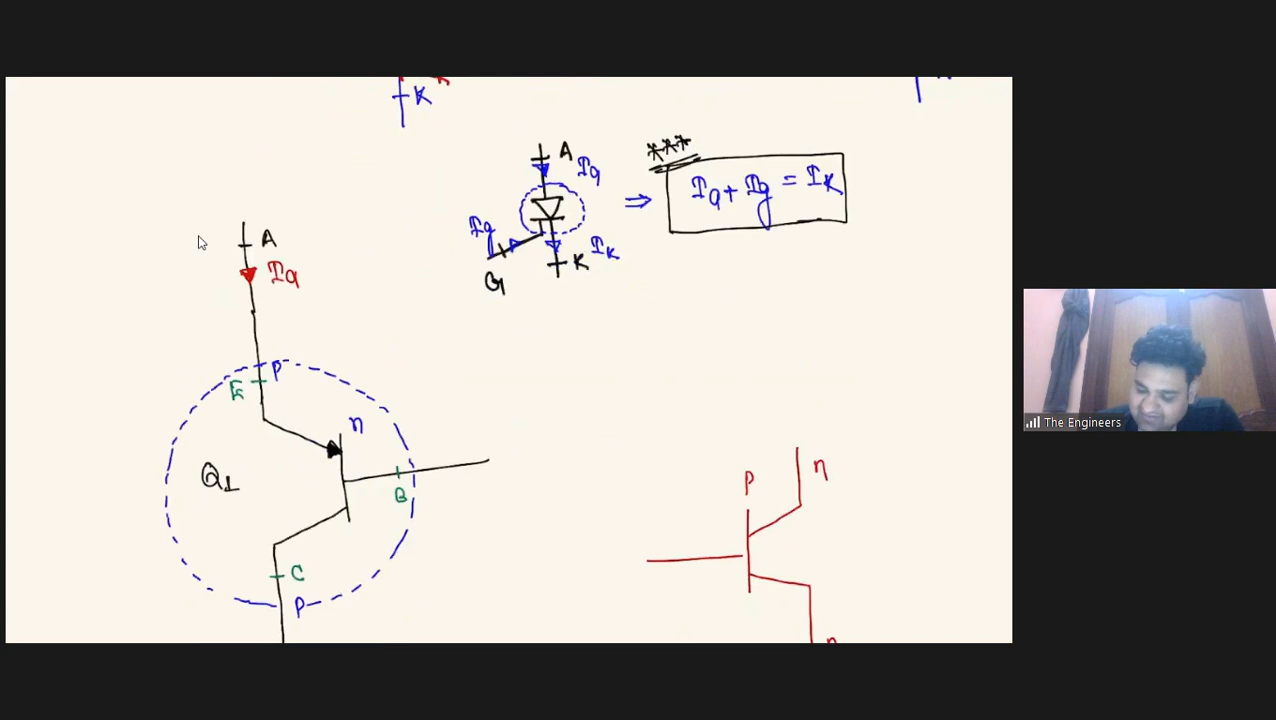 K
***
A
Ia
Ia + Ig = IK
Ig
IK
K
G
A
Ia
P
E
n
Q1
B
P
n
C
P
n
The Engineers